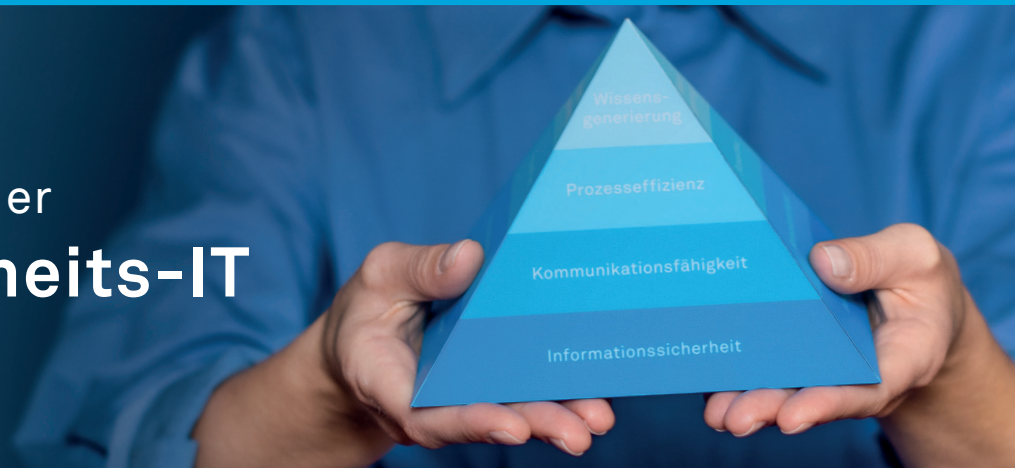 er
heits-IT
Wissens-
generierung
Prozesseffizienz
Kommunikationsfähigkeit
Informationssicherheit